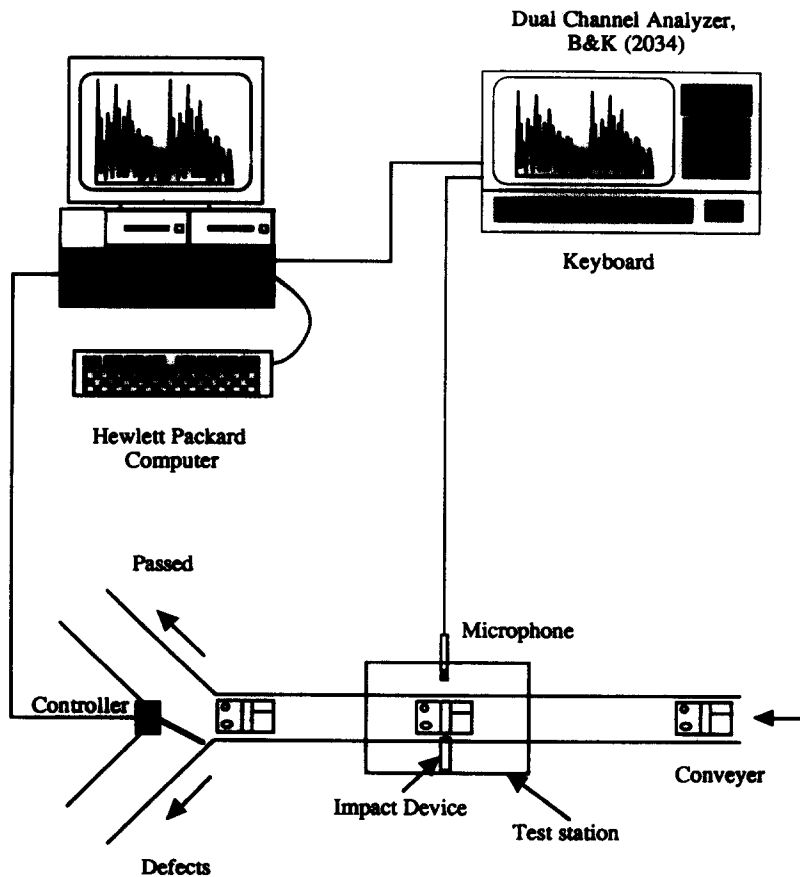 Dual Channel Analyzer,
B&K (2034)
Keyboard
Hewlett Packard
Computer
Passed
Microphone
Controller
Conveyer
Impact Device
Test station
Defects